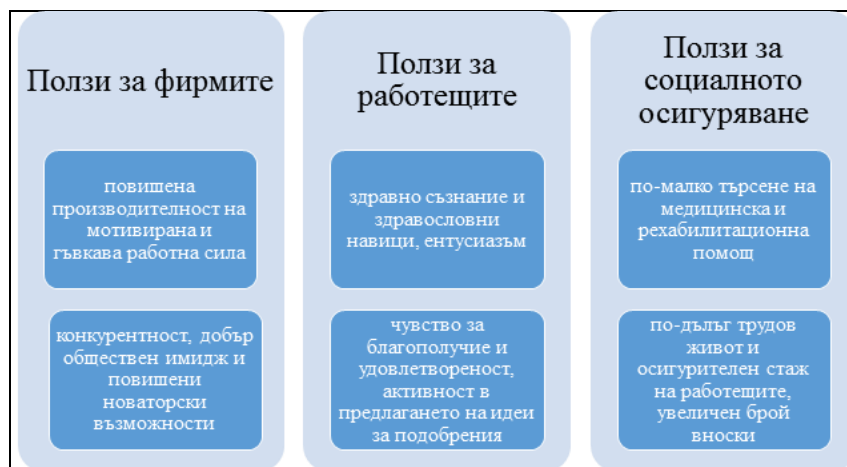 Ползи за фирмите
повишена
производителност на
мотивирана и
гъвкава работна сила
конкурентност, добър
обществен имидж и
повишени
новаторски
възможности
Ползи за
работещите
здравно съзнание и
здравословни
навици, ентусиазъм
чувство за
благополучие и
удовлетвореност,
активност в
предлагането на идеи
за подобрения
Ползи за
социалното
осигуряване
по-малко търсене на
медицинска и
рехабилитационна
помощ
по-дълъг трудов
живот и
осигурителен стаж
на работещите,
увеличен брой
вноски